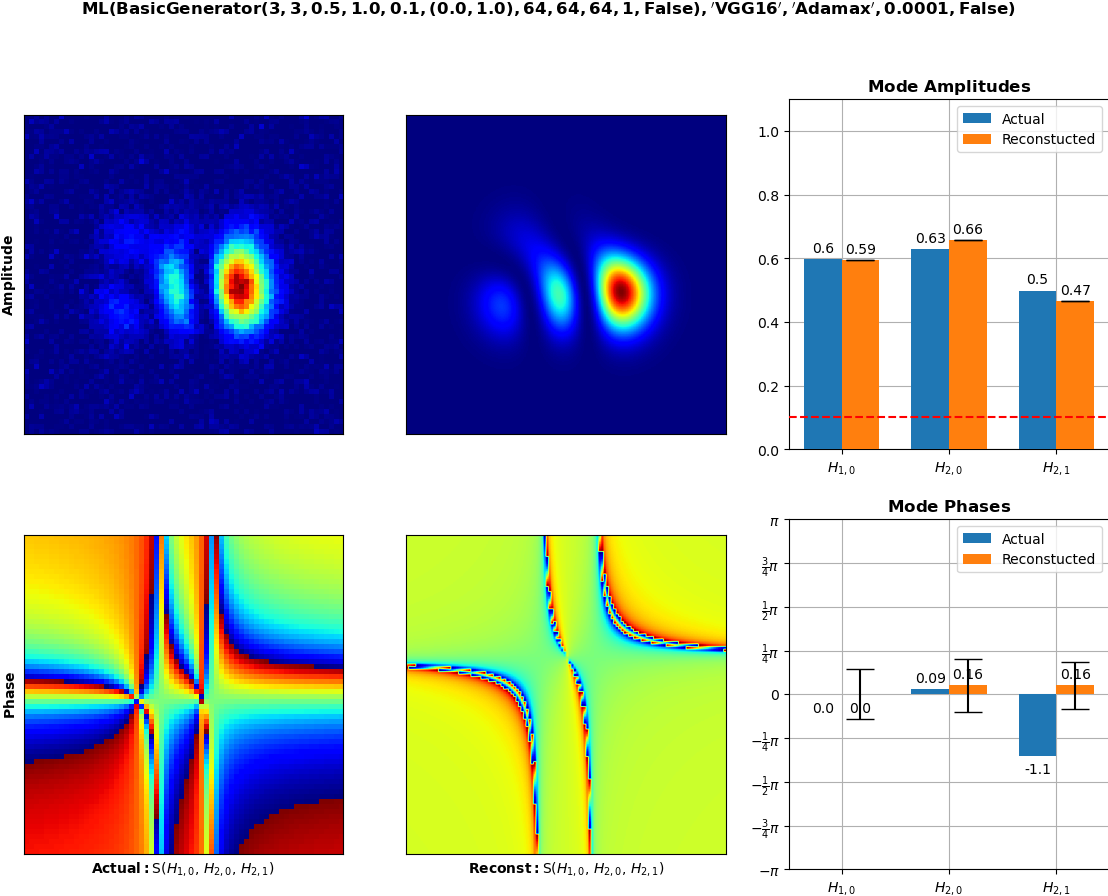 ML(BasicGenerator(3, 3, 0.5, 1.0, 0.1, (0.0, 1.0), 64, 64, 64, 1, False), ′VGG16′, ′Adamax′, 0.0001, False)
Amplitude
Mode Amplitudes
Actual
Reconstucted
1.0
0.8
0.6
0.4
0.2
0.0
0.6
0.59
0.63
0.66
0.5
0.47
H1,0
H2,0
H2,1
Phase
Actual: S(H1,0, H2,0, H2,1)
Reconst: S(H1,0, H2,0, H2,1)
Mode Phases
Actual
Reconstucted
π
3/4π
1/2π
1/4π
0
−1/4π
−1/2π
−3/4π
−π
0.0
0.0
0.09
0.16
-1.1
0.16
H1,0
H2,0
H2,1